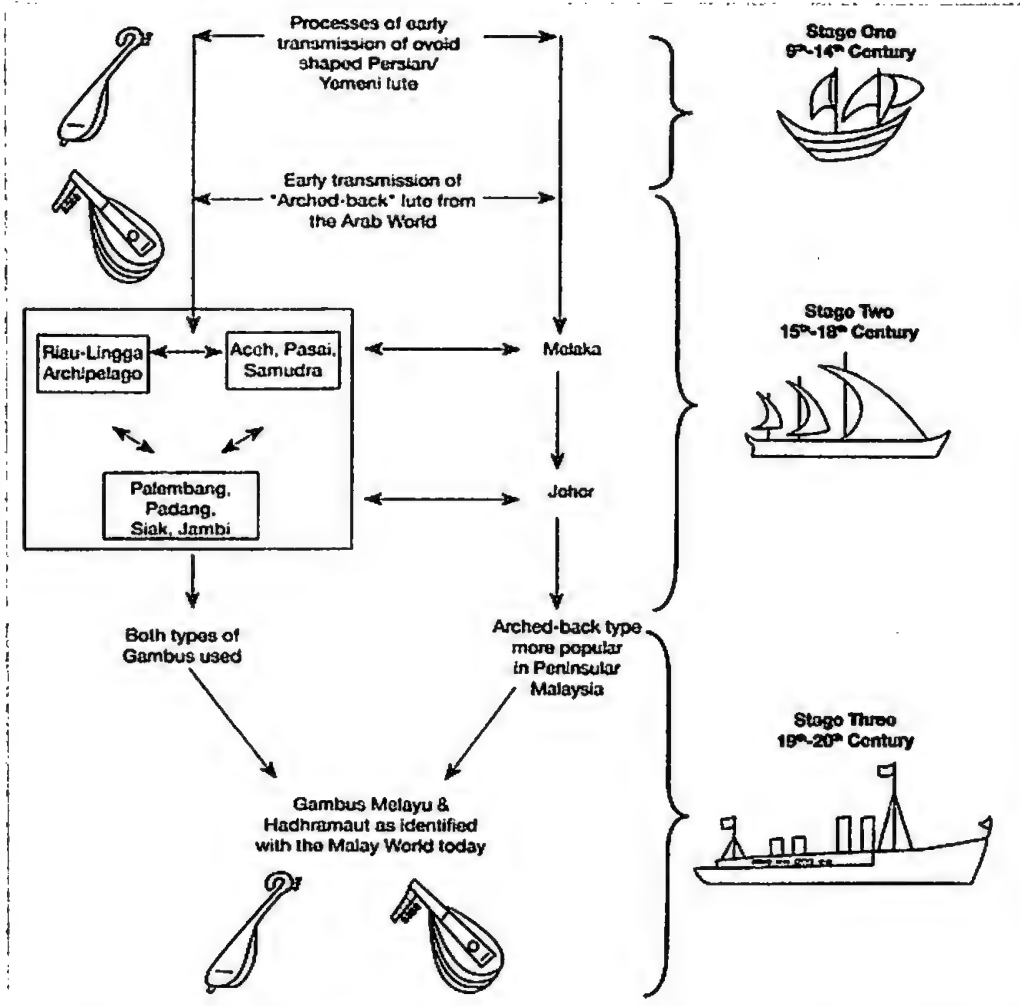 Processes of early
transmission of ovoid
shaped Persian/
Yemeni lute
Stage One
9th-14th Century
Early transmission of
"Arched-back" lute from
the Arab World
Stage Two
15th-18th Century
Riau-Lingga
Archipelago
Aceh, Pasai,
Samudra
Melaka
Palembang,
Padang,
Siak, Jambi
Johor
Both types of
Gambus used
Arched-back type
more popular
in Peninsular
Malaysia
Stage Three
19th-20th Century
Gambus Melayu &
Hadhramaut as identified
with the Malay World today